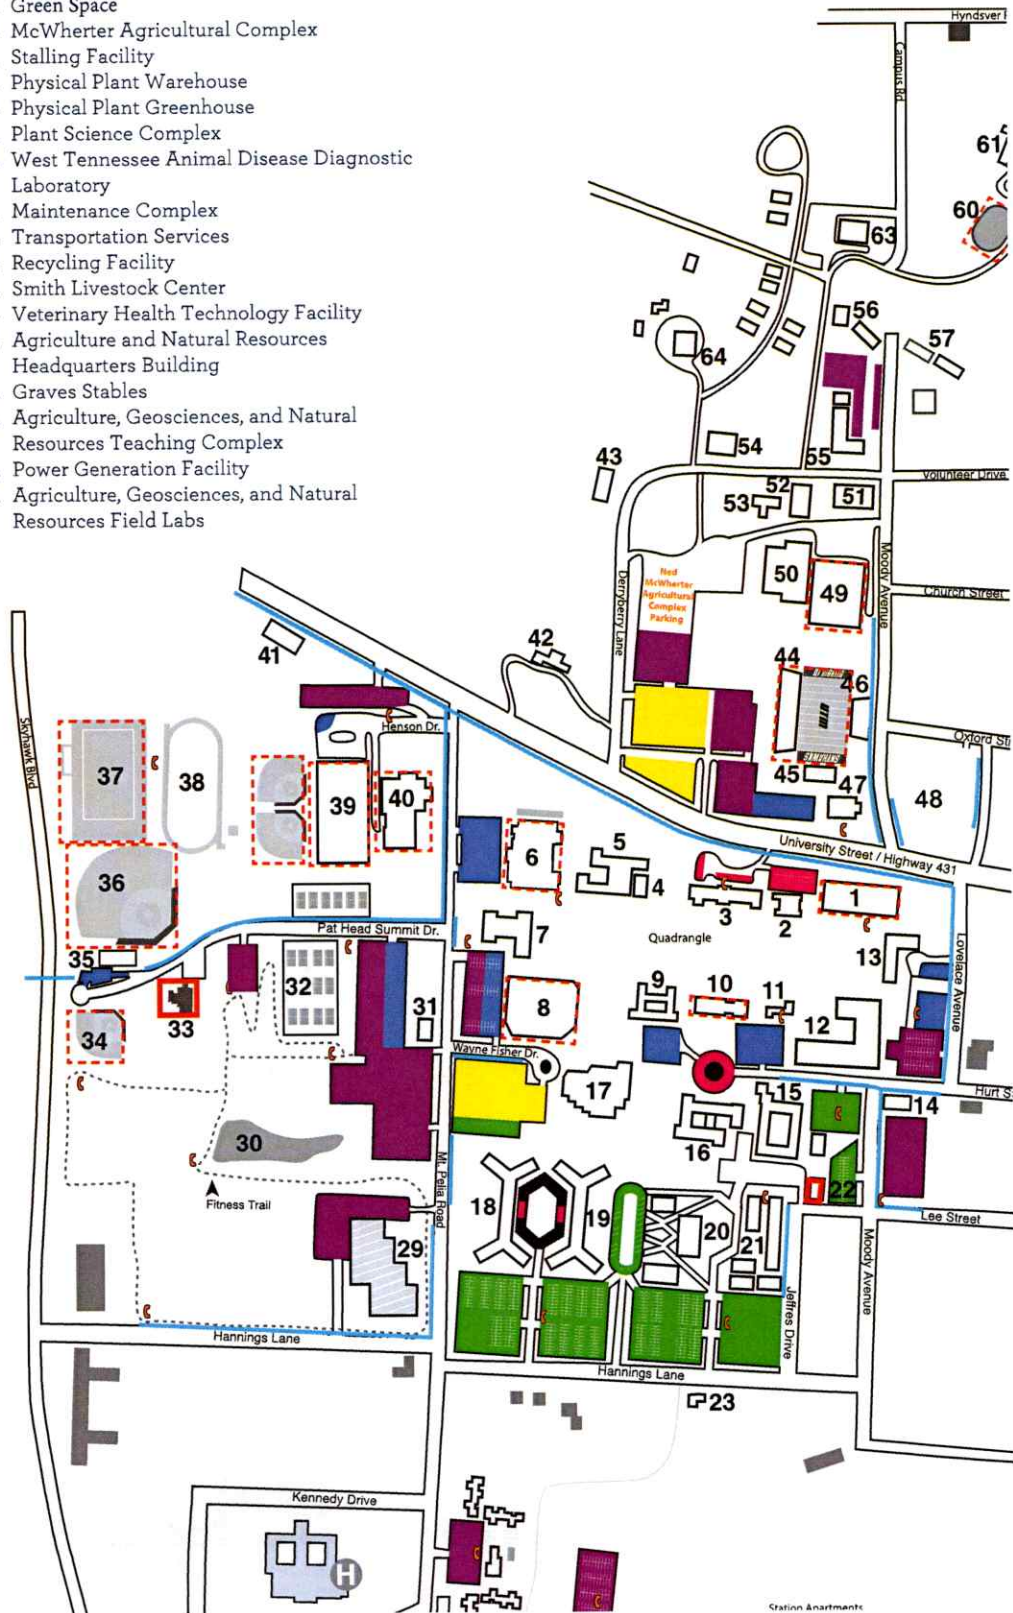 Green Space
McWherter Agricultural Complex
Stalling Facility
Physical Plant Warehouse
Physical Plant Greenhouse
Plant Science Complex
West Tennessee Animal Disease Diagnostic
Laboratory
Maintenance Complex
Transportation Services
Recycling Facility
Smith Livestock Center
Veterinary Health Technology Facility
Agriculture and Natural Resources
Headquarters Building
Graves Stables
Agriculture, Geosciences, and Natural
Resources Teaching Complex
Power Generation Facility
Agriculture, Geosciences, and Natural
Resources Field Labs
Hyndsver
Campus Rd
61
60
63
56
57
64
54
55
43
Volunteer Drive
52
53
51
Moody Avenue
50
49
Ned
McWherter
Agricultural
Complex
Parking
Derryberry Lane
Church Street
41
42
44
46
UTM
Skyhawk Blvd
Henson Dr.
Oxford St
37
38
39
40
45
47
48
University Street / Highway 431
36
6
5
4
3
2
1
Pat Head Summit Dr.
7
Quadrangle
13
Lovelace Avenue
35
32
33
34
31
8
9
10
11
12
Wayne Fisher Dr.
17
Hurt S
15
14
16
30
Mt. Pelia Road
Fitness Trail
18
19
20
21
22
Lee Street
Moody Avenue
29
Jeffres Drive
Hannings Lane
Hannings Lane
23
Kennedy Drive
H
Station Apartments